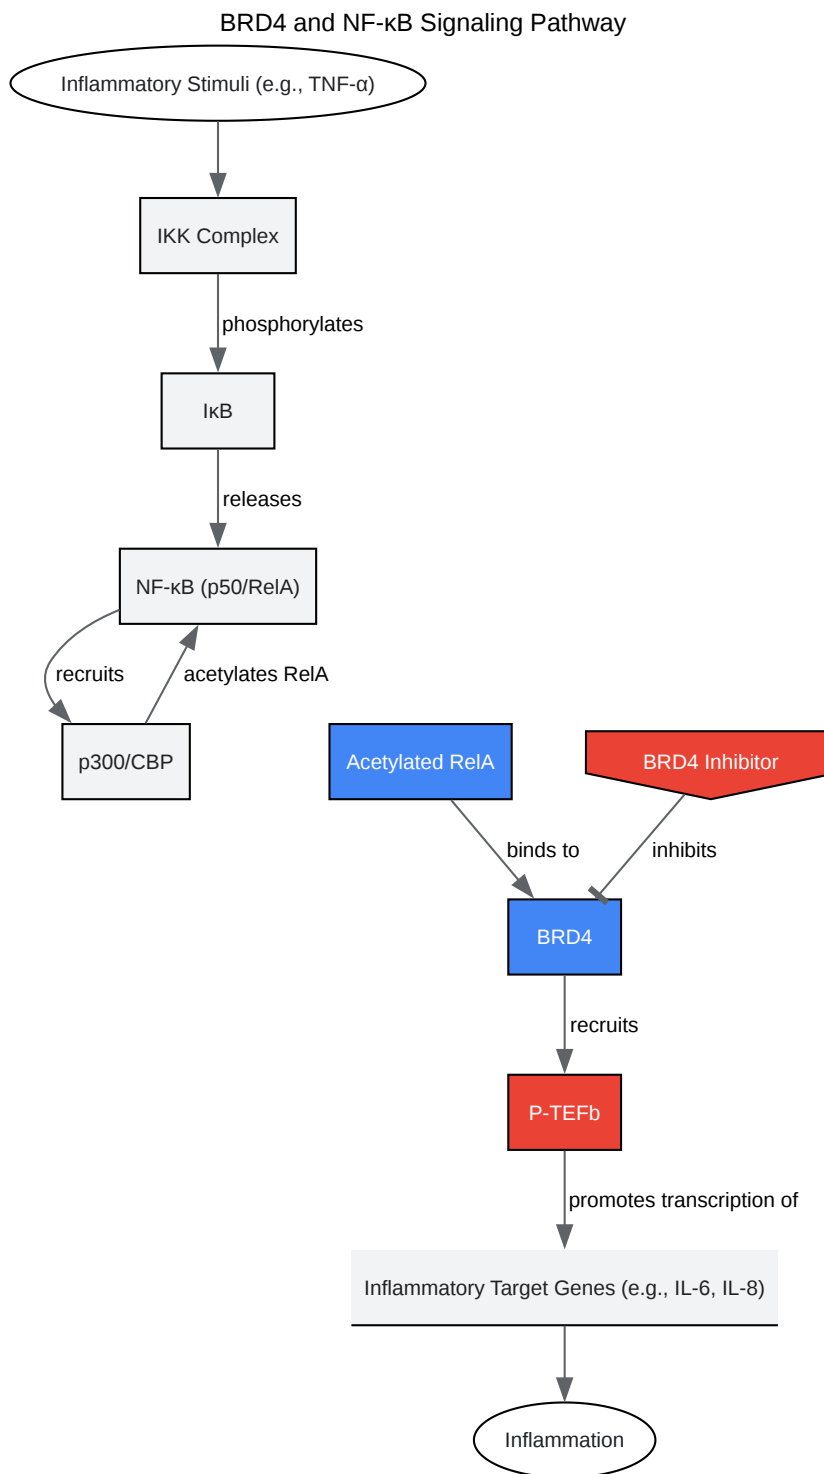 BRD4 and NF-κB Signaling Pathway
Inflammatory Stimuli (e.g., TNF-α)
IKK Complex
phosphorylates
IκB
releases
NF-κB (p50/RelA)
recruits
acetylates RelA
p300/CBP
Acetylated RelA
BRD4 Inhibitor
binds to
inhibits
BRD4
recruits
P-TEFb
promotes transcription of
Inflammatory Target Genes (e.g., IL-6, IL-8)
Inflammation